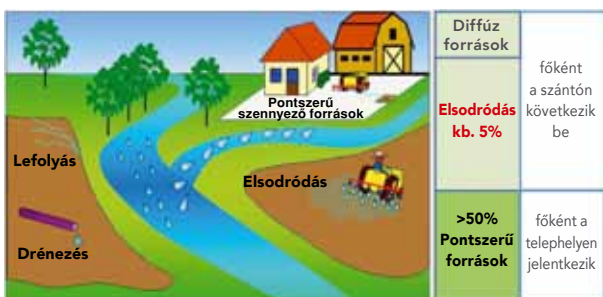 Pontszerű
szennyező források
Lefolyás
Elsodródás
Drénezés
Diffúz
források
Elsodródás
kb. 5%
főként
a szántón
következik
be
>50%
Pontszerű
források
főként a
telephelyen
jelentkezik